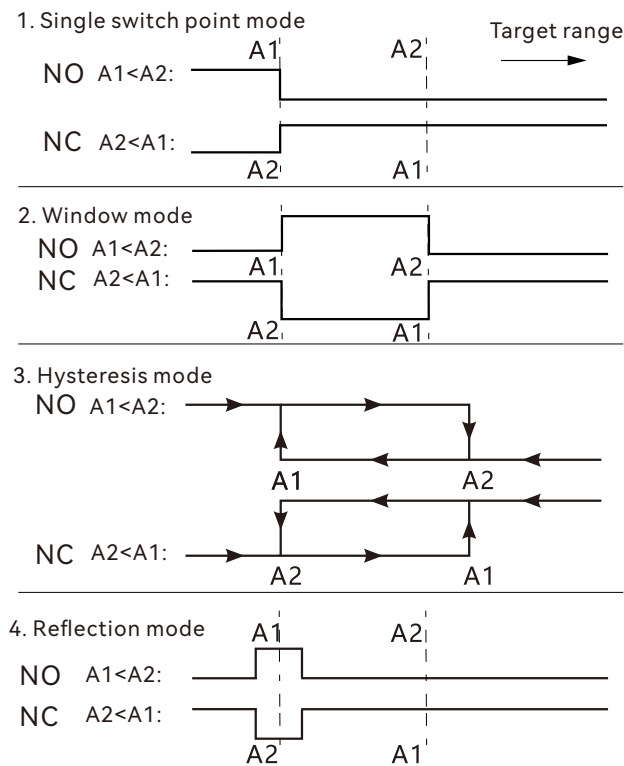 1. Single switch point mode
A1 A2 Target range
NO A1<A2:
NC A2<A1:
A2 A1
2. Window mode
NO A1<A2:
A1 A2
NC A2<A1:
A2 A1
3. Hysteresis mode
NO A1<A2:
A1 A2
NC A2<A1:
A2 A1
4. Reflection mode
A1 A2
NO A1<A2:
NC A2<A1:
A2 A1